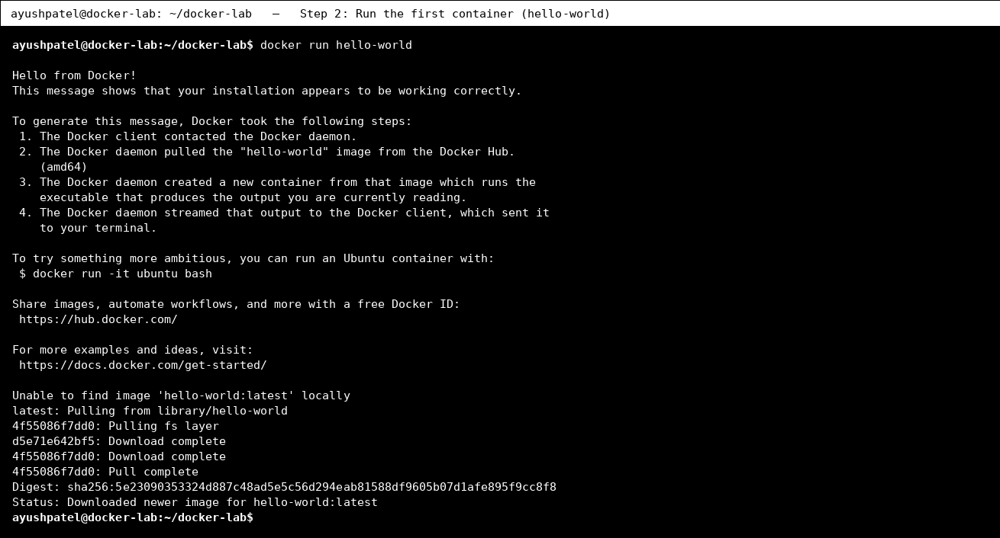 ayushpatel@docker-lab: ~/docker-lab  —  Step 2: Run the first container (hello-world)
ayushpatel@docker-lab:~/docker-lab$ docker run hello-world

Hello from Docker!
This message shows that your installation appears to be working correctly.

To generate this message, Docker took the following steps:
 1. The Docker client contacted the Docker daemon.
 2. The Docker daemon pulled the "hello-world" image from the Docker Hub.
    (amd64)
 3. The Docker daemon created a new container from that image which runs the
    executable that produces the output you are currently reading.
 4. The Docker daemon streamed that output to the Docker client, which sent it
    to your terminal.

To try something more ambitious, you can run an Ubuntu container with:
 $ docker run -it ubuntu bash

Share images, automate workflows, and more with a free Docker ID:
 https://hub.docker.com/

For more examples and ideas, visit:
 https://docs.docker.com/get-started/

Unable to find image 'hello-world:latest' locally
latest: Pulling from library/hello-world
4f55086f7dd0: Pulling fs layer
d5e71e642bf5: Download complete
4f55086f7dd0: Download complete
4f55086f7dd0: Pull complete
Digest: sha256:5e23090353324d887c48ad5e5c56d294eab81588df9605b07d1afe895f9cc8f8
Status: Downloaded newer image for hello-world:latest
ayushpatel@docker-lab:~/docker-lab$